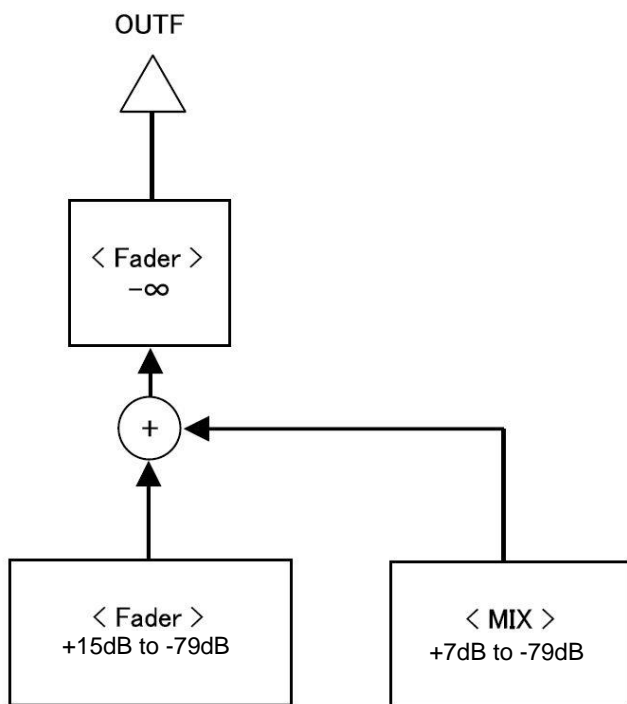 OUTF
< Fader >
−∞
+
< Fader >
+15dB to -79dB
< MIX >
+7dB to -79dB